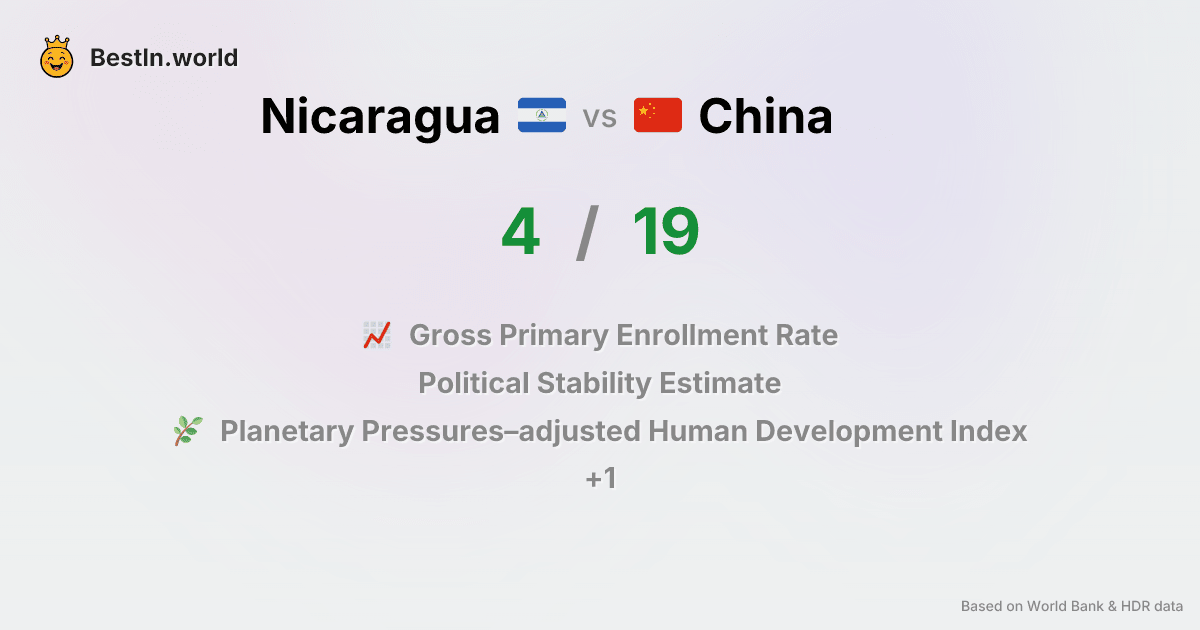 BestIn.world
Nicaragua vs China
4 / 19
Gross Primary Enrollment Rate
Political Stability Estimate
Planetary Pressures–adjusted Human Development Index
+1
Based on World Bank & HDR data